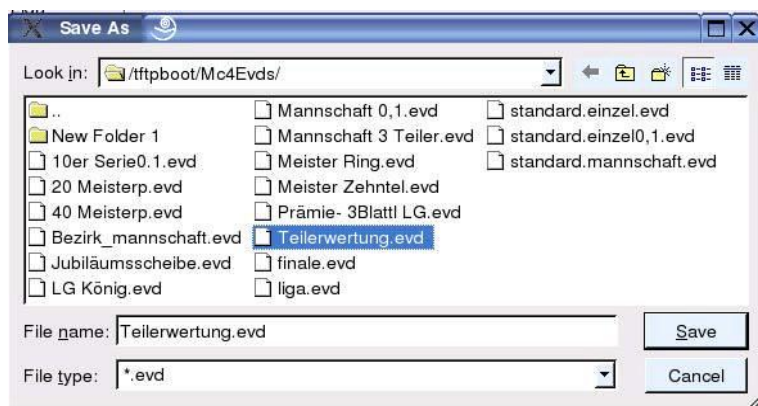 Save As
Look in: /tftpboot/Mc4Evds/
..
New Folder 1
10er Serie0.1.evd
20 Meisterp.evd
40 Meisterp.evd
Bezirk_mannschaft.evd
Jubiläumsscheibe.evd
LG König.evd
Mannschaft 0,1.evd
Mannschaft 3 Teiler.evd
Meister Ring.evd
Meister Zehntel.evd
Prämie- 3Blattl LG.evd
Teilerwertung.evd
finale.evd
liga.evd
standard.einzel.evd
standard.einzel0,1.evd
standard.mannschaft.evd
File name: Teilerwertung.evd
Save
File type: *.evd
Cancel